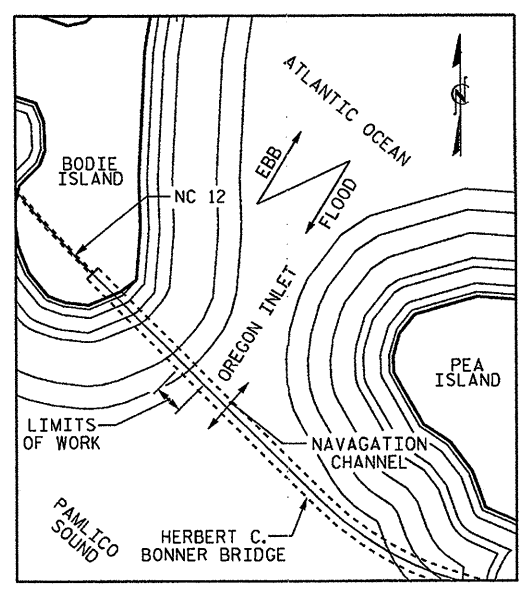 ATLANTIC OCEAN
N
BODIE
ISLAND
EBB
FLOOD
NC 12
OREGON INLET
PEA
ISLAND
LIMITS
OF WORK
NAVAGATION
CHANNEL
PAMLICO
SOUND
HERBERT C.
BONNER BRIDGE